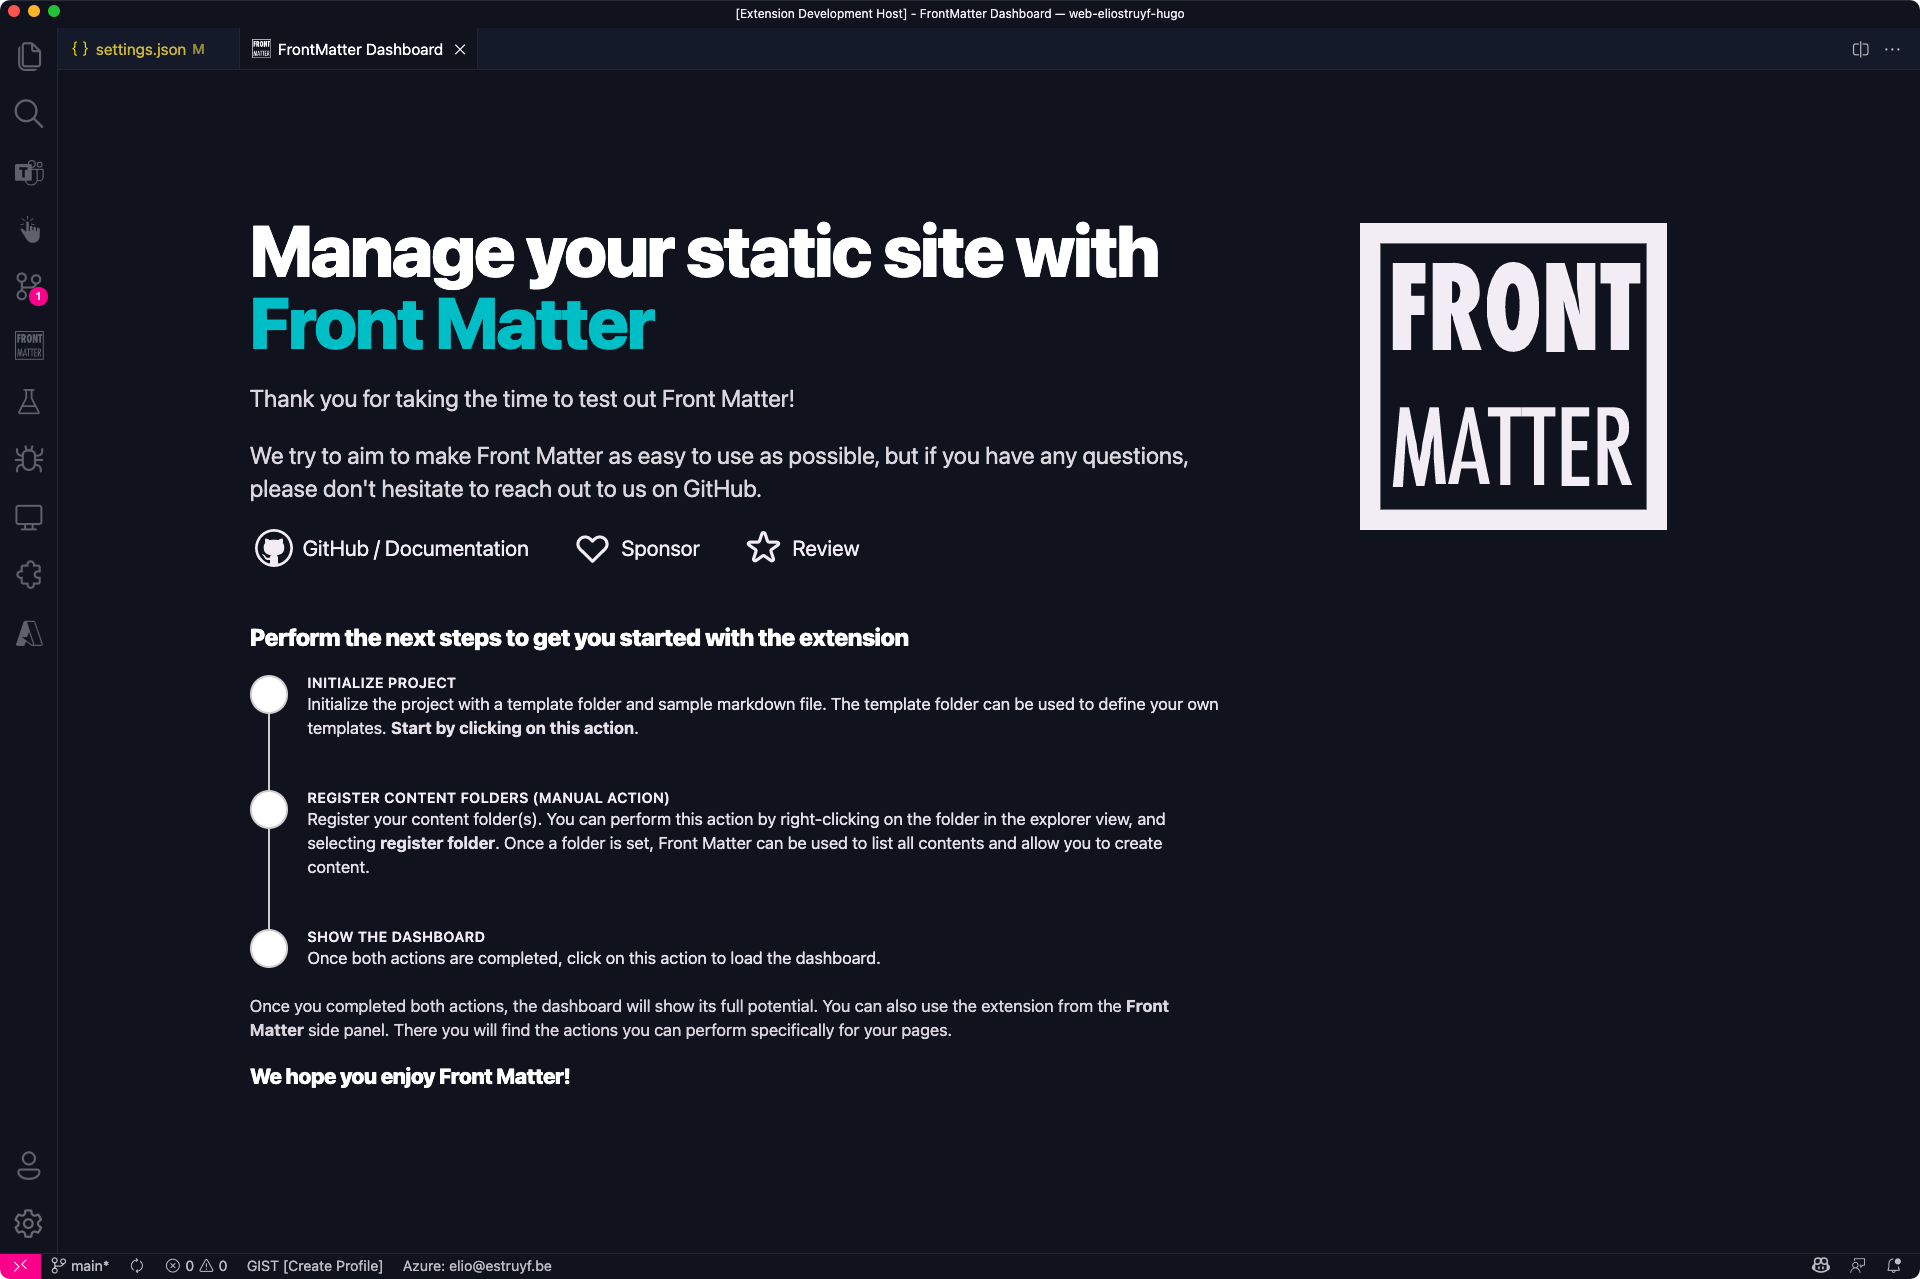 [Extension Development Host] - FrontMatter Dashboard — web-eliostruyf-hugo
{} settings.json M
FRONT MATTER FrontMatter Dashboard
Manage your static site with
Front Matter
FRONT
MATTER
Thank you for taking the time to test out Front Matter!
We try to aim to make Front Matter as easy to use as possible, but if you have any questions,
please don't hesitate to reach out to us on GitHub.
GitHub / Documentation Sponsor Review
1
FRONT
MATTER
Perform the next steps to get you started with the extension
INITIALIZE PROJECT
Initialize the project with a template folder and sample markdown file. The template folder can be used to define your own
templates. Start by clicking on this action.
REGISTER CONTENT FOLDERS (MANUAL ACTION)
Register your content folder(s). You can perform this action by right-clicking on the folder in the explorer view, and
selecting register folder. Once a folder is set, Front Matter can be used to list all contents and allow you to create
content.
SHOW THE DASHBOARD
Once both actions are completed, click on this action to load the dashboard.
Once you completed both actions, the dashboard will show its full potential. You can also use the extension from the Front
Matter side panel. There you will find the actions you can perform specifically for your pages.
We hope you enjoy Front Matter!
main* 0 0 GIST [Create Profile] Azure: elio@estruyf.be